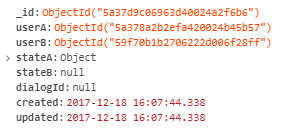 _id: ObjectId("5a37d9c06963d40024a2f6b6")
userA: ObjectId("5a378a2b2efa420024b45b57")
userB: ObjectId("59f70b1b2706222d006f28ff")
> stateA: Object
stateB: null
dialogId: null
created: 2017-12-18 16:07:44.338
updated: 2017-12-18 16:07:44.338